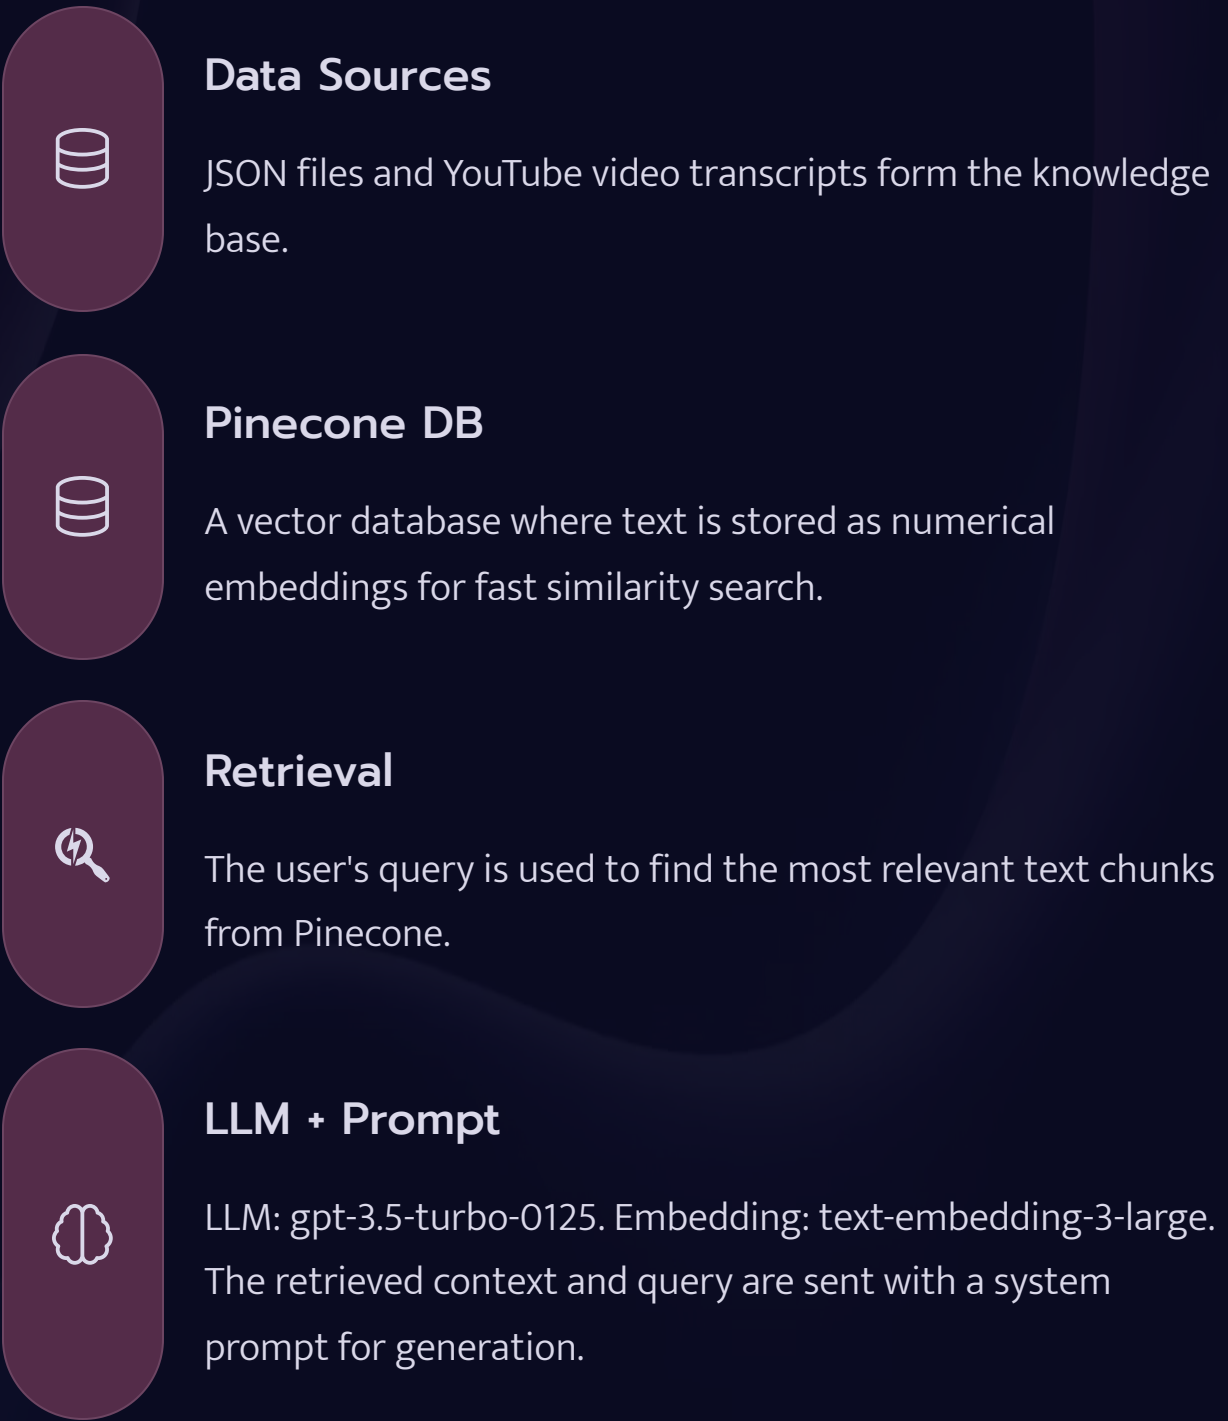 Data Sources
JSON files and YouTube video transcripts form the knowledge
base.
Pinecone DB
A vector database where text is stored as numerical
embeddings for fast similarity search.
Retrieval
The user's query is used to find the most relevant text chunks
from Pinecone.
LLM + Prompt
LLM: gpt-3.5-turbo-0125. Embedding: text-embedding-3-large.
The retrieved context and query are sent with a system
prompt for generation.